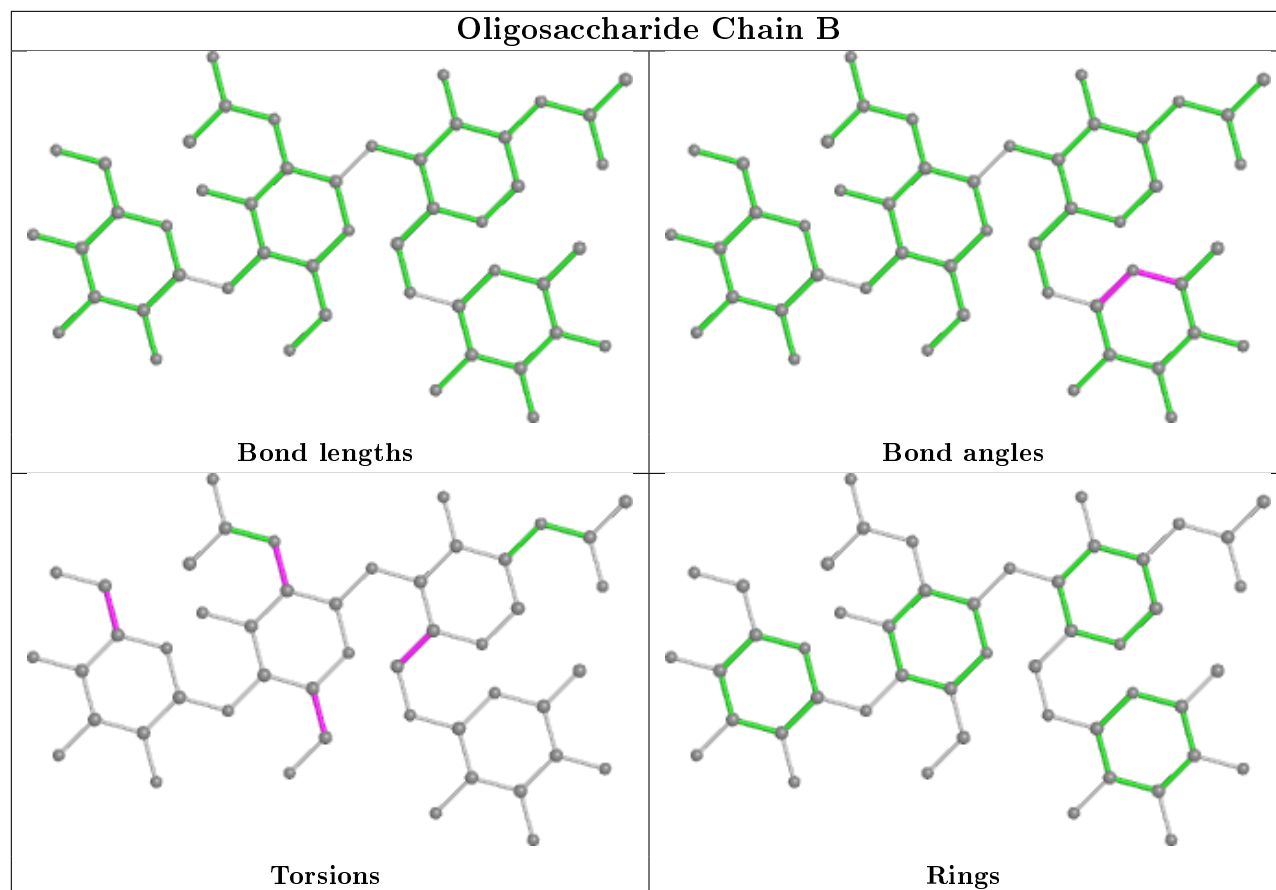 Oligosaccharide Chain B
Bond lengths
Bond angles
Torsions
Rings